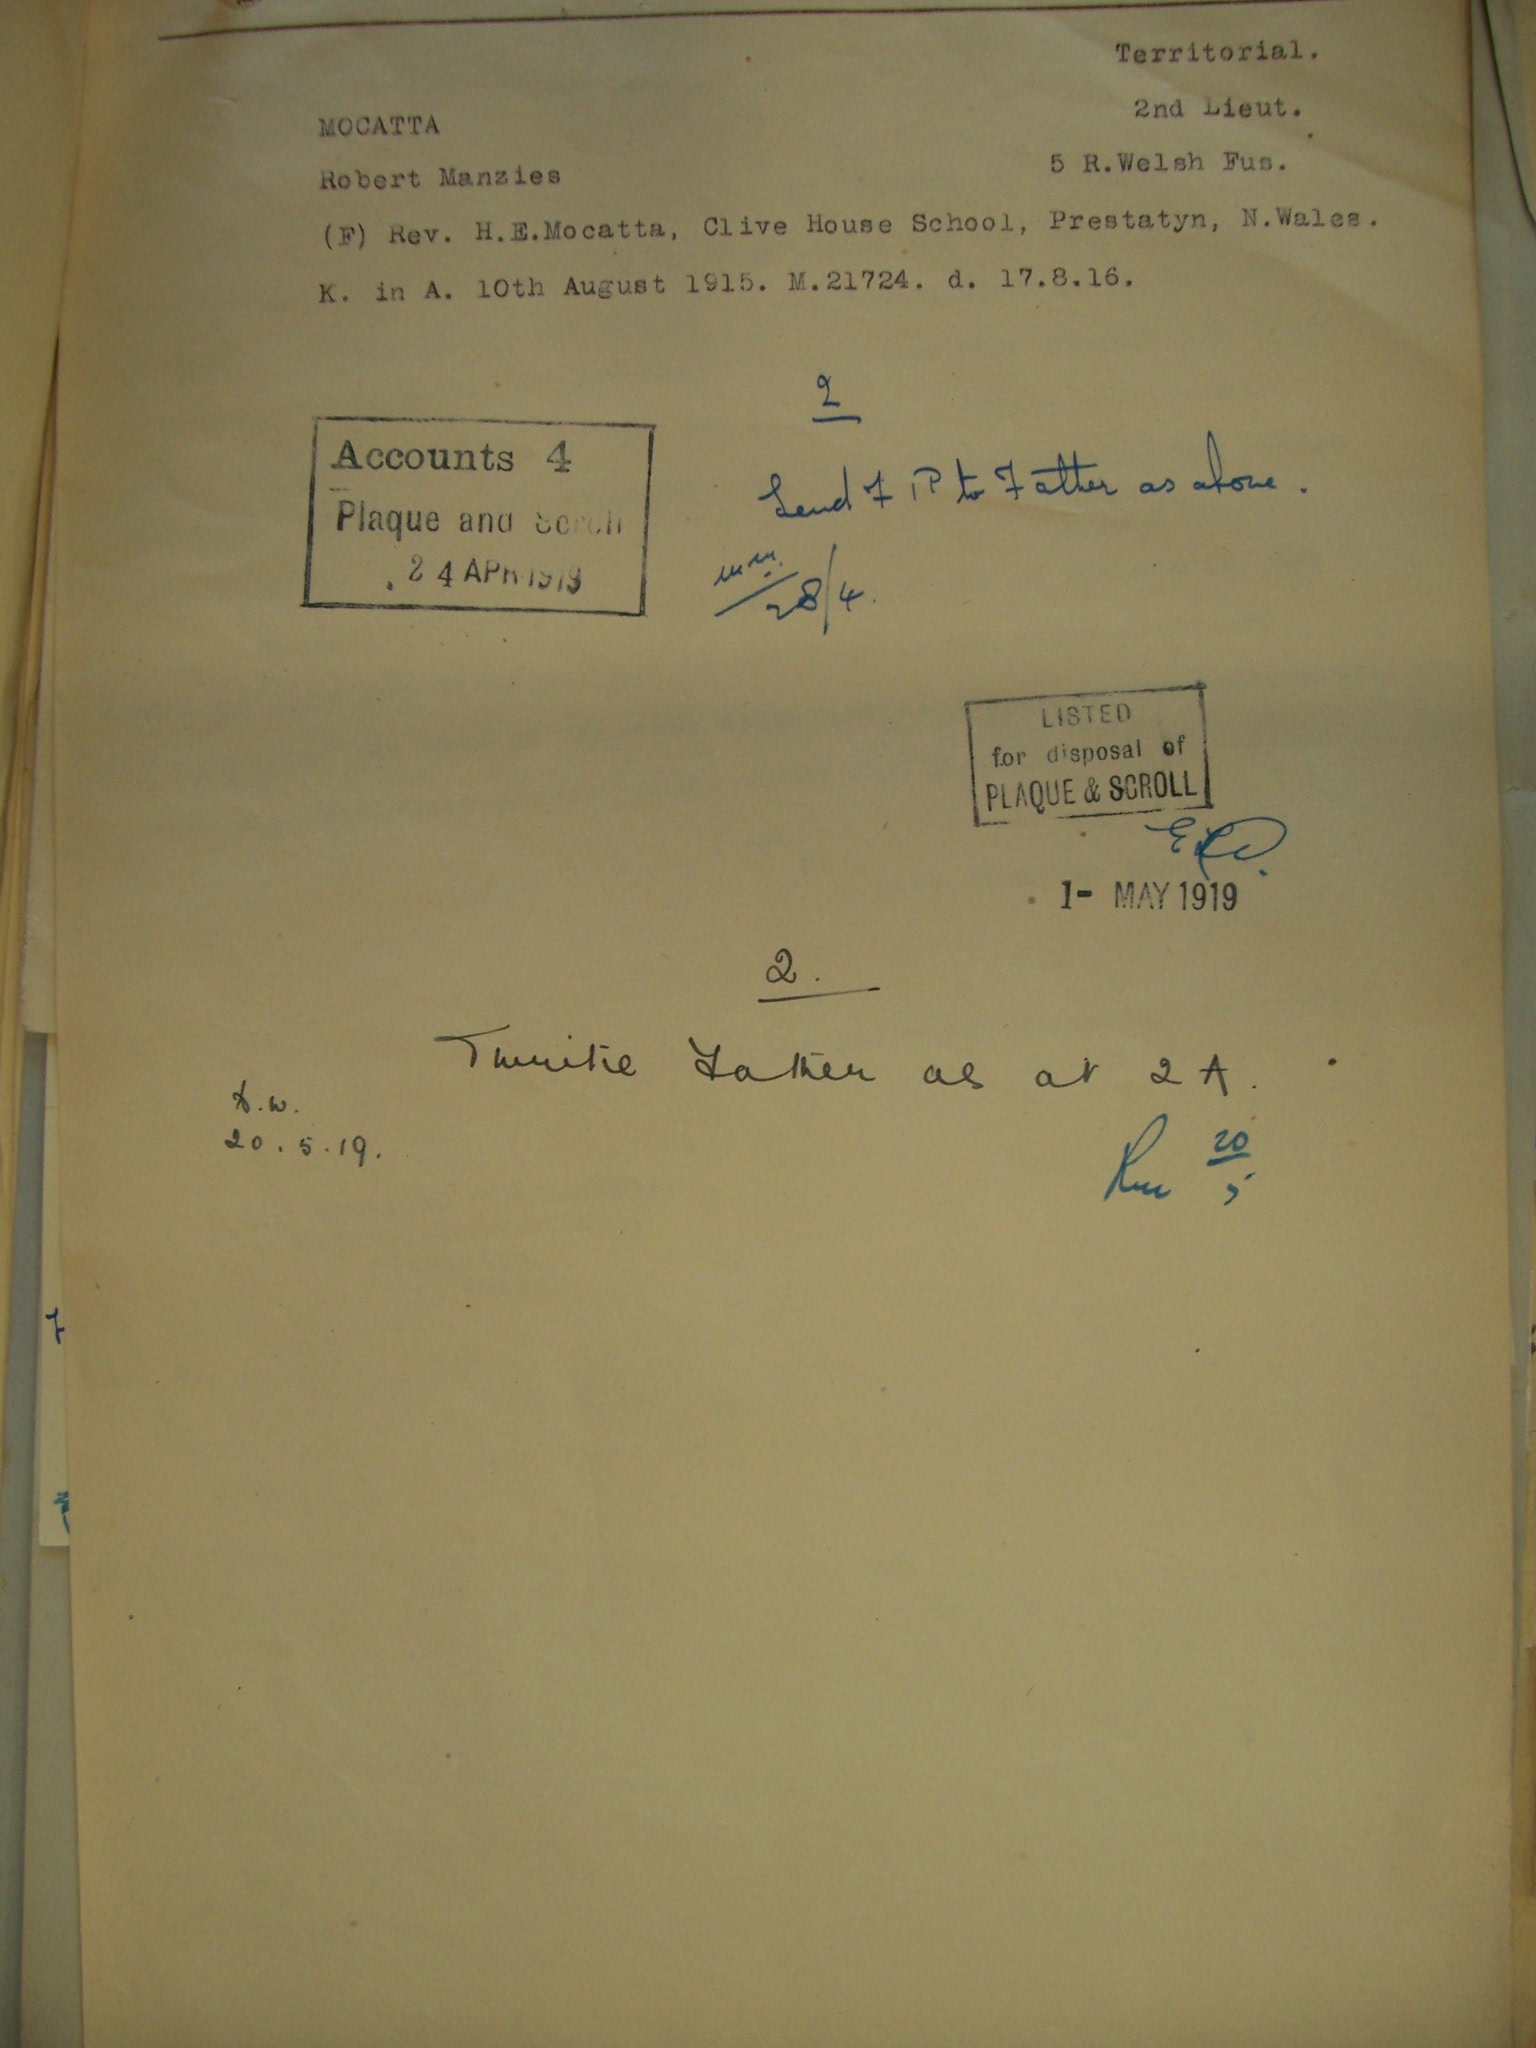 Territorial.
2nd Lieut.
MOCATTA
5 R.Welsh Fus.
Robert Manzies
(F) Rev. H.E.Mocatta, Clive House School, Prestatyn, N.Wales.
K. in A. 10th August 1915. M.21724. d. 17.8.16.
2
Accounts 4
Plaque and Scroll
24 APR 1919
Send F P to Father as above.
28/4.
LISTED
for disposal of
PLAQUE & SCROLL
1- MAY 1919
2.
Father as at 2A.
20.5.19.
20
5